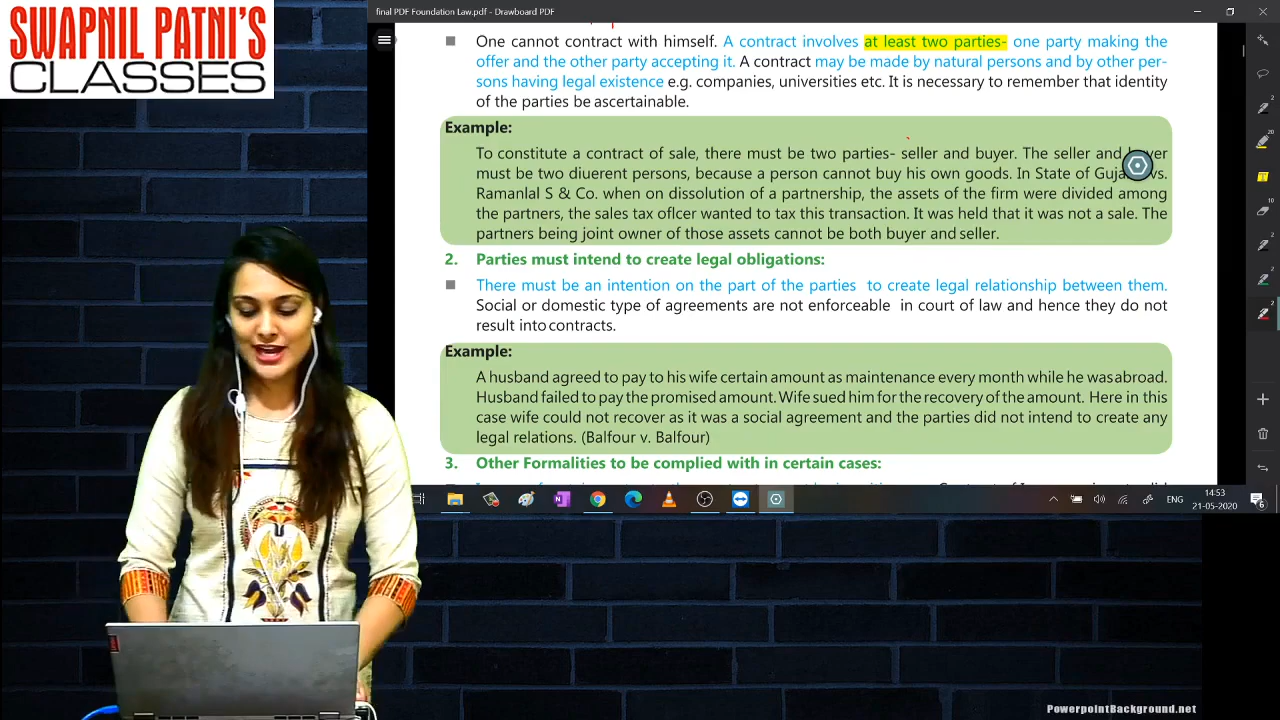 SWAPNIL PATNI'S
CLASSES
final PDF Foundation Law.pdf - Drawboard PDF
One cannot contract with himself. A contract involves at least two parties- one party making the
offer and the other party accepting it. A contract may be made by natural persons and by other per-
sons having legal existence e.g. companies, universities etc. It is necessary to remember that identity
of the parties be ascertainable.
Example:
To constitute a contract of sale, there must be two parties- seller and buyer. The seller and
must be two diuerent persons, because a person cannot buy his own goods. In State of vs.
Ramanlal S & Co. when on dissolution of a partnership, the assets of the firm were divided among
the partners, the sales tax oflcer wanted to tax this transaction. It was held that it was not a sale. The
partners being joint owner of those assets cannot be both buyer and seller.
2. Parties must intend to create legal obligations:
There must be an intention on the part of the parties to create legal relationship between them.
Social or domestic type of agreements are not enforceable in court of law and hence they do not
result into contracts.
Example:
A husband agreed to pay to his wife certain amount as maintenance every month while he was abroad.
Husband failed to pay the promised amount. Wife sued him for the recovery of the amount. Here in this
case wife could not recover as it was a social agreement and the parties did not intend to create any
legal relations. (Balfour v. Balfour)
3. Other Formalities to be complied with in certain cases:
ENG
14:53
21-05-2020
PowerpointBackground.net